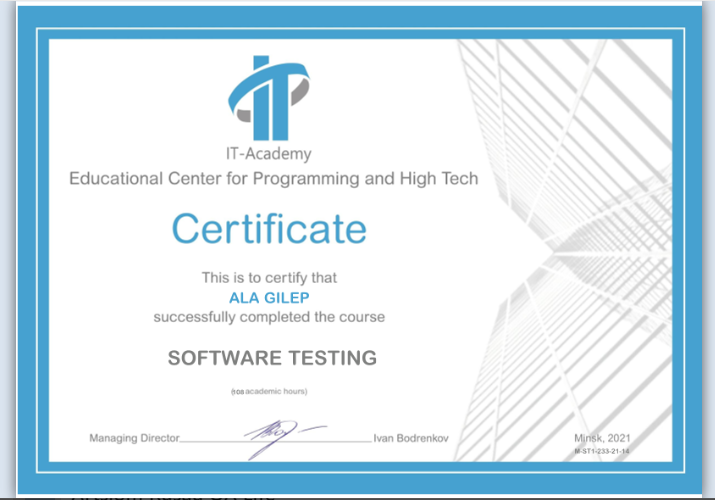 IT-Academy
Educational Center for Programming and High Tech
Certificate
This is to certify that
ALA GILEP
successfully completed the course
SOFTWARE TESTING
academic hours)
Managing Director Ivan Bodrenkov
Minsk, 2021
M-ST1-233-21-14